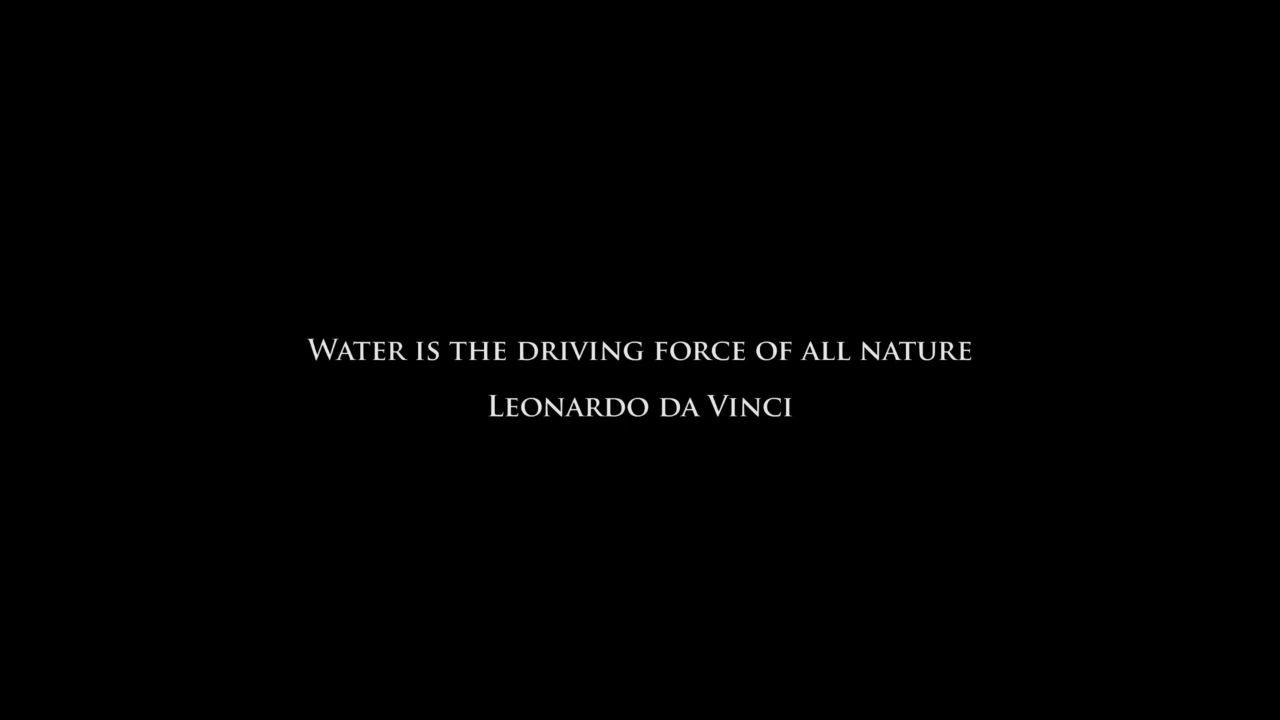 Water is the driving force of all nature
Leonardo da Vinci